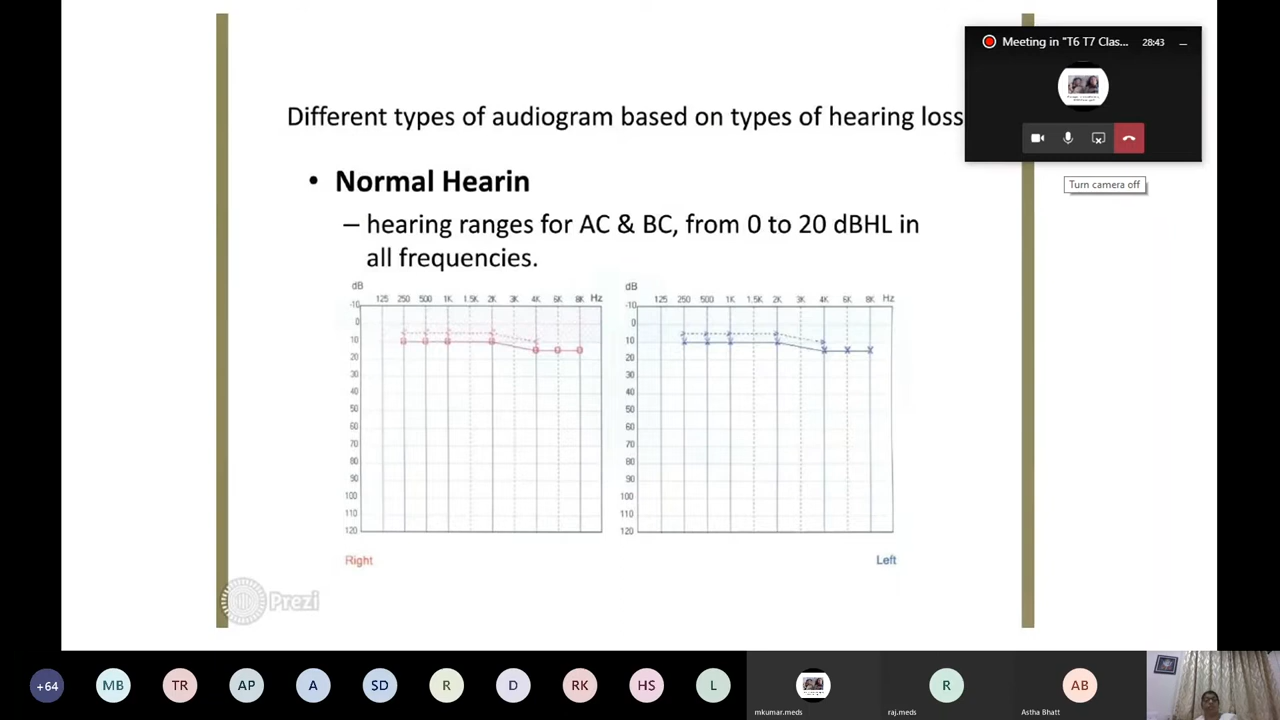 Meeting in "T6 T7 Clas...
28:43
Turn camera off
Different types of audiogram based on types of hearing loss
• Normal Hearin
– hearing ranges for AC & BC, from 0 to 20 dBHL in
all frequencies.
dB
125 250 500 1K 1.5K 2K 3K 4K 6K 8K Hz
-10
0
10
20
30
40
50
60
70
80
90
100
110
120
Right
dB
125 250 500 1K 1.5K 2K 3K 4K 6K 8K Hz
-10
0
10
20
30
40
50
60
70
80
90
100
110
120
Left
Prezi
+64 MB TR AP A SD R D RK HS L R AB
mkumar.meds raj.meds Astha Bhatt